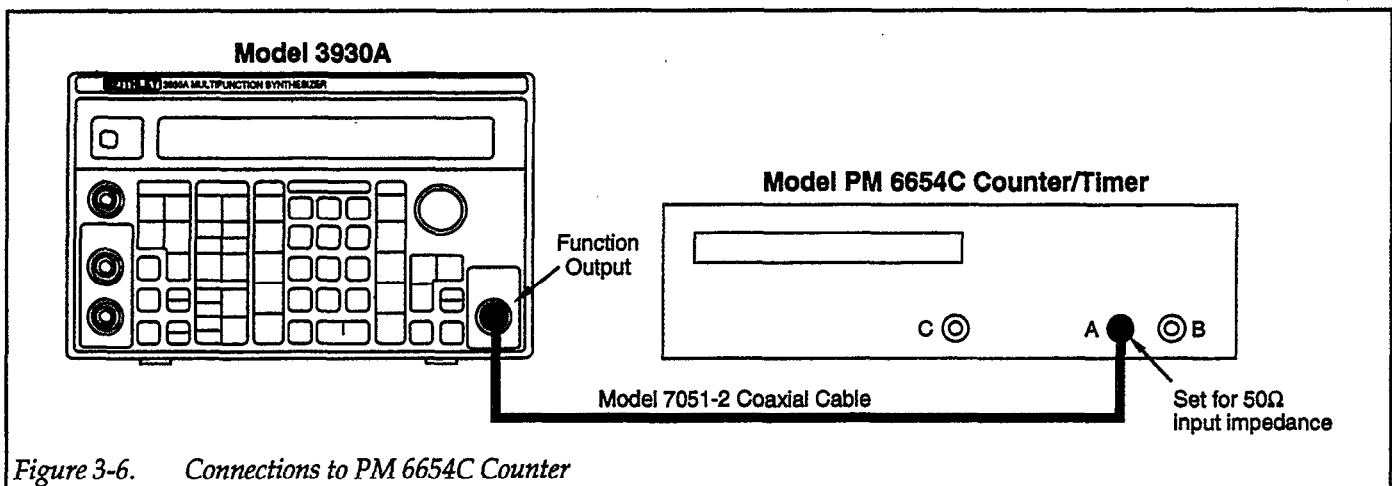 Model 3930A
3930A MULTIFUNCTION SYNTHESIZER
Model PM 6654C Counter/Timer
Function
Output
C
A
B
Model 7051-2 Coaxial Cable
Set for 50Ω
input impedance
Figure 3-6. Connections to PM 6654C Counter